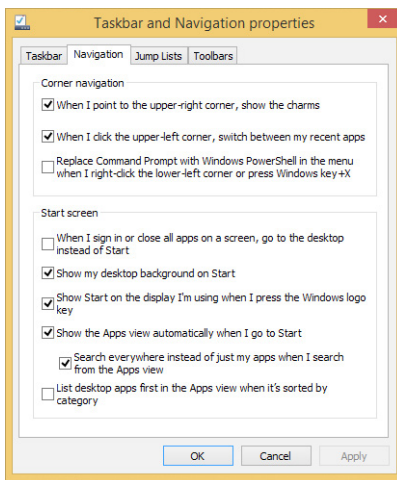 Taskbar and Navigation properties
Taskbar Navigation Jump Lists Toolbars
Corner navigation
When I point to the upper-right corner, show the charms
When I click the upper-left corner, switch between my recent apps
Replace Command Prompt with Windows PowerShell in the menu
when I right-click the lower-left corner or press Windows key+X
Start screen
When I sign in or close all apps on a screen, go to the desktop
instead of Start
Show my desktop background on Start
Show Start on the display I'm using when I press the Windows logo
key
Show the Apps view automatically when I go to Start
Search everywhere instead of just my apps when I search
from the Apps view
List desktop apps first in the Apps view when it's sorted by
category
OK Cancel Apply